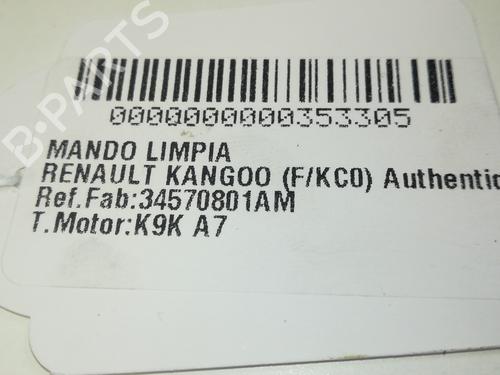 B-PARTS
0000000000353305
MANDO LIMPIA
RENAULT KANGOO (F/KC0) Authentic
Ref.Fab:34570801AM
T.Motor:K9K A7